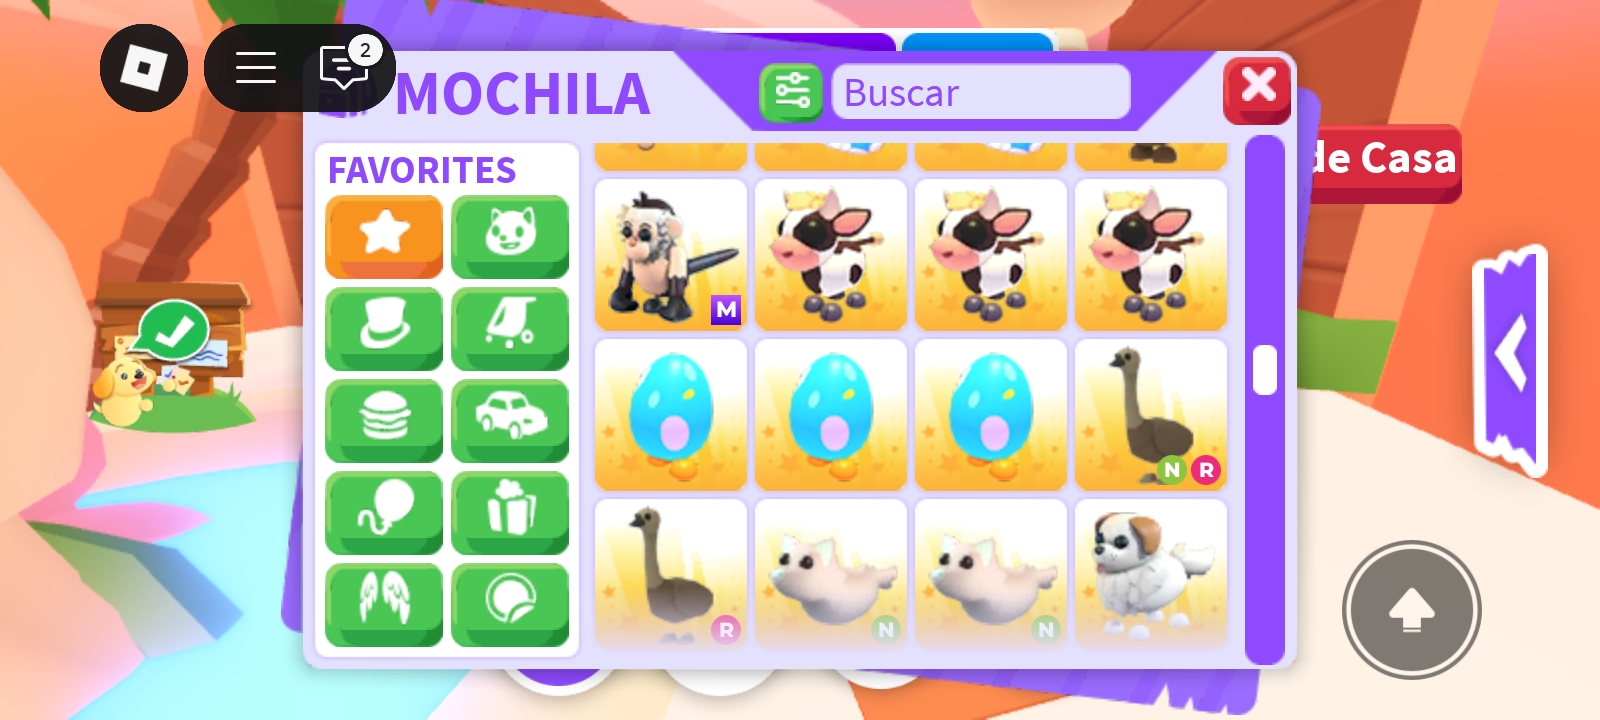 2
MOCHILA
Buscar
de Casa
FAVORITES
M
N R
R
N
N